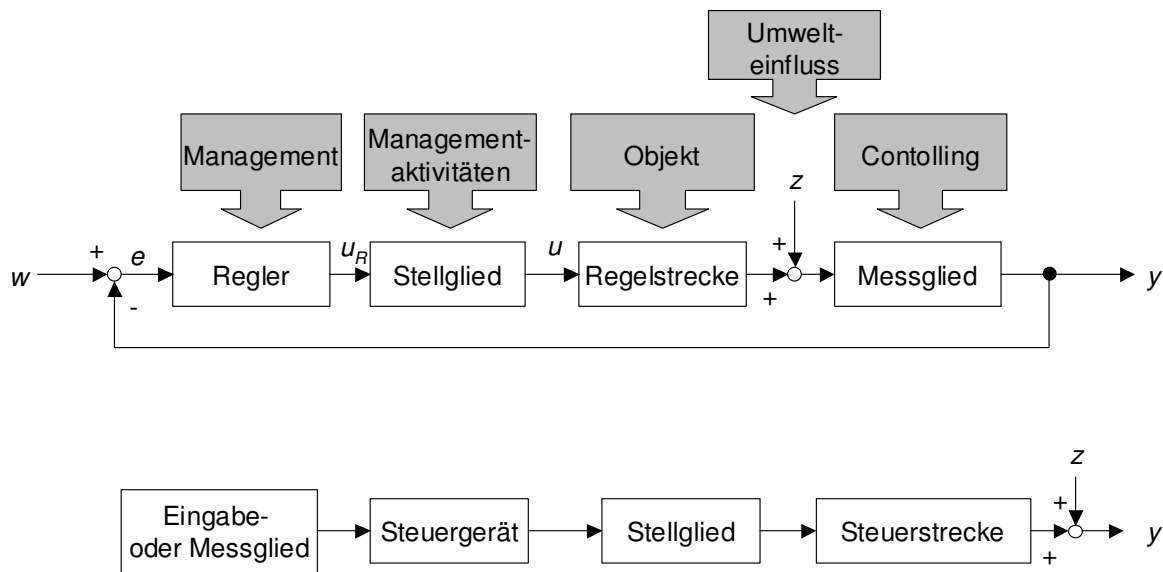 Umwelt-
einfluss
Management
Management-
aktivitäten
Objekt
Contolling
z
w
+
-
e
Regler
u_R
Stellglied
u
Regelstrecke
+
+
Messglied
y
Eingabe-
oder Messglied
Steuergerät
Stellglied
Steuerstrecke
z
+
+
y